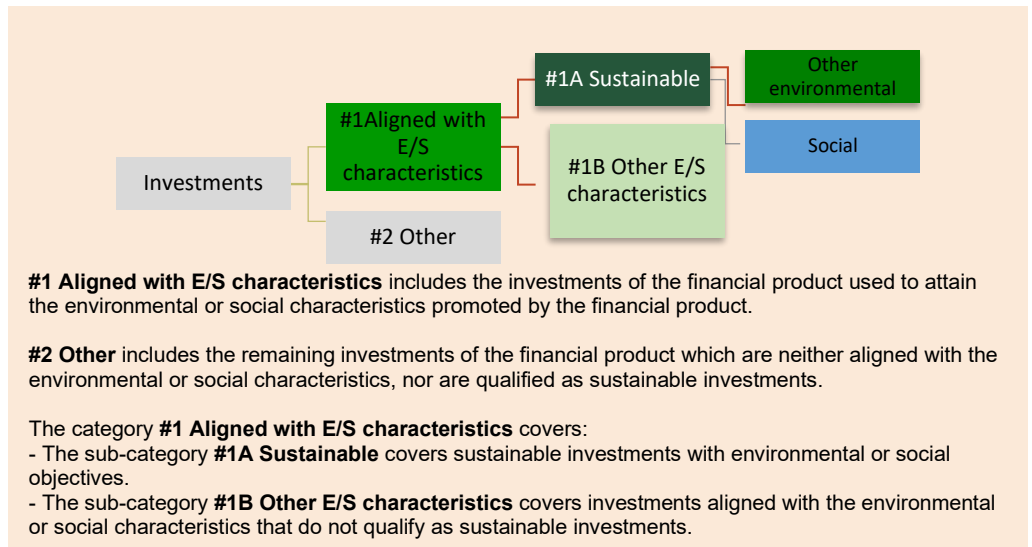 #1A Sustainable
Other
environmental
#1Aligned with
E/S
characteristics
Social
#1B Other E/S
characteristics
Investments
#2 Other
#1 Aligned with E/S characteristics includes the investments of the financial product used to attain
the environmental or social characteristics promoted by the financial product.
#2 Other includes the remaining investments of the financial product which are neither aligned with the
environmental or social characteristics, nor are qualified as sustainable investments.
The category #1 Aligned with E/S characteristics covers:
- The sub-category #1A Sustainable covers sustainable investments with environmental or social
objectives.
- The sub-category #1B Other E/S characteristics covers investments aligned with the environmental
or social characteristics that do not qualify as sustainable investments.